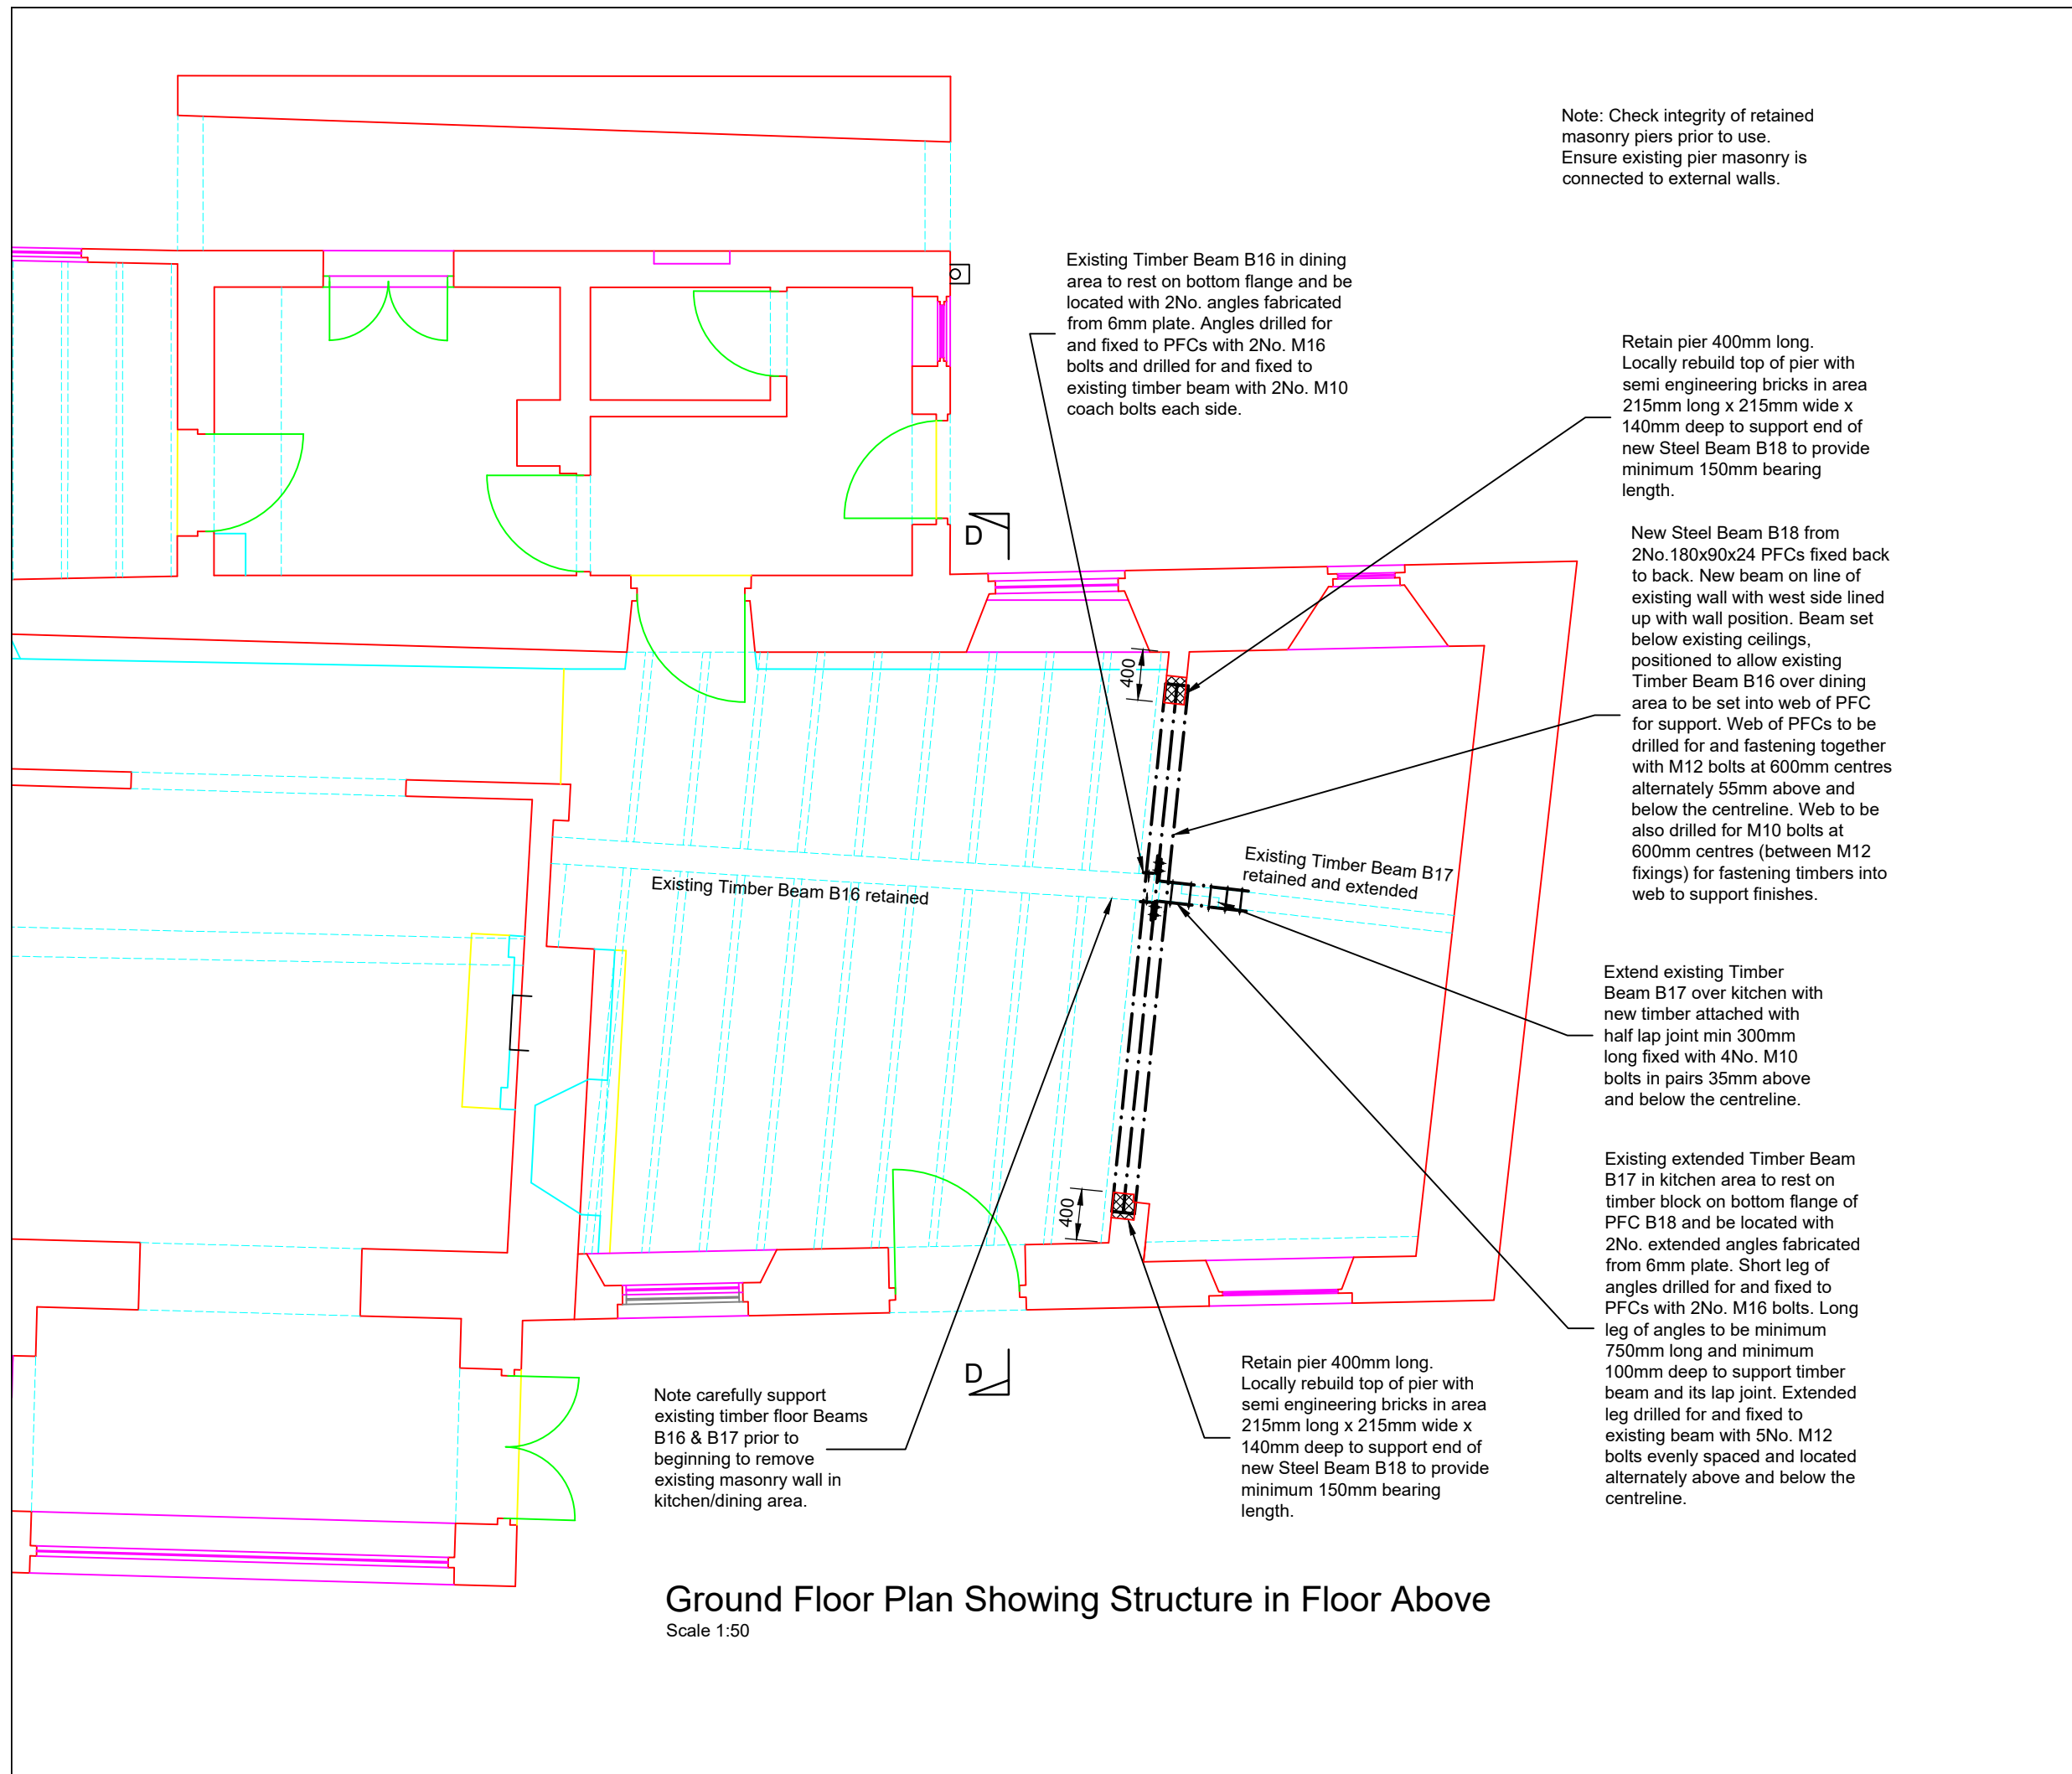 Note: Check integrity of retained
masonry piers prior to use.
Ensure existing pier masonry is
connected to external walls.
Existing Timber Beam B16 in dining
area to rest on bottom flange and be
located with 2No. angles fabricated
from 6mm plate. Angles drilled for
and fixed to PFCs with 2No. M16
bolts and drilled for and fixed to
existing timber beam with 2No. M10
coach bolts each side.
Retain pier 400mm long.
Locally rebuild top of pier with
semi engineering bricks in area
215mm long x 215mm wide x
140mm deep to support end of
new Steel Beam B18 to provide
minimum 150mm bearing
length.
D
New Steel Beam B18 from
2No.180x90x24 PFCs fixed back
to back. New beam on line of
existing wall with west side lined
up with wall position. Beam set
below existing ceilings,
positioned to allow existing
Timber Beam B16 over dining
area to be set into web of PFC
for support. Web of PFCs to be
drilled for and fastening together
with M12 bolts at 600mm centres
alternately 55mm above and
below the centreline. Web to be
also drilled for M10 bolts at
600mm centres (between M12
fixings) for fastening timbers into
web to support finishes.
400
Existing Timber Beam B16 retained
Existing Timber Beam B17
retained and extended
Extend existing Timber
Beam B17 over kitchen with
new timber attached with
half lap joint min 300mm
long fixed with 4No. M10
bolts in pairs 35mm above
and below the centreline.
Existing extended Timber Beam
B17 in kitchen area to rest on
timber block on bottom flange of
PFC B18 and be located with
2No. extended angles fabricated
from 6mm plate. Short leg of
angles drilled for and fixed to
PFCs with 2No. M16 bolts. Long
leg of angles to be minimum
750mm long and minimum
100mm deep to support timber
beam and its lap joint. Extended
leg drilled for and fixed to
existing beam with 5No. M12
bolts evenly spaced and located
alternately above and below the
centreline.
400
D
Note carefully support
existing timber floor Beams
B16 & B17 prior to
beginning to remove
existing masonry wall in
kitchen/dining area.
Retain pier 400mm long.
Locally rebuild top of pier with
semi engineering bricks in area
215mm long x 215mm wide x
140mm deep to support end of
new Steel Beam B18 to provide
minimum 150mm bearing
length.
Ground Floor Plan Showing Structure in Floor Above
Scale 1:50